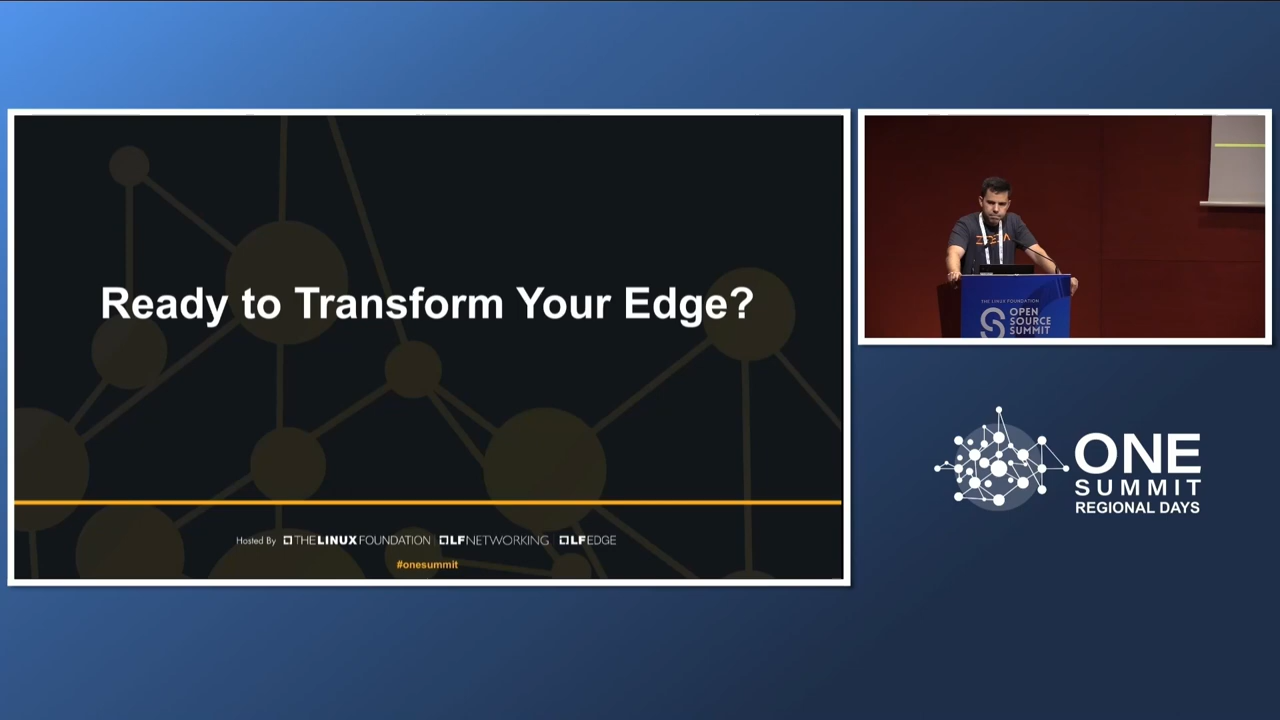 Ready to Transform Your Edge?
Hosted By THE LINUX FOUNDATION LF NETWORKING LF EDGE
#onesummit
THE LINUX FOUNDATION
OPEN
SOURCE
SUMMIT
ONE
SUMMIT
REGIONAL DAYS